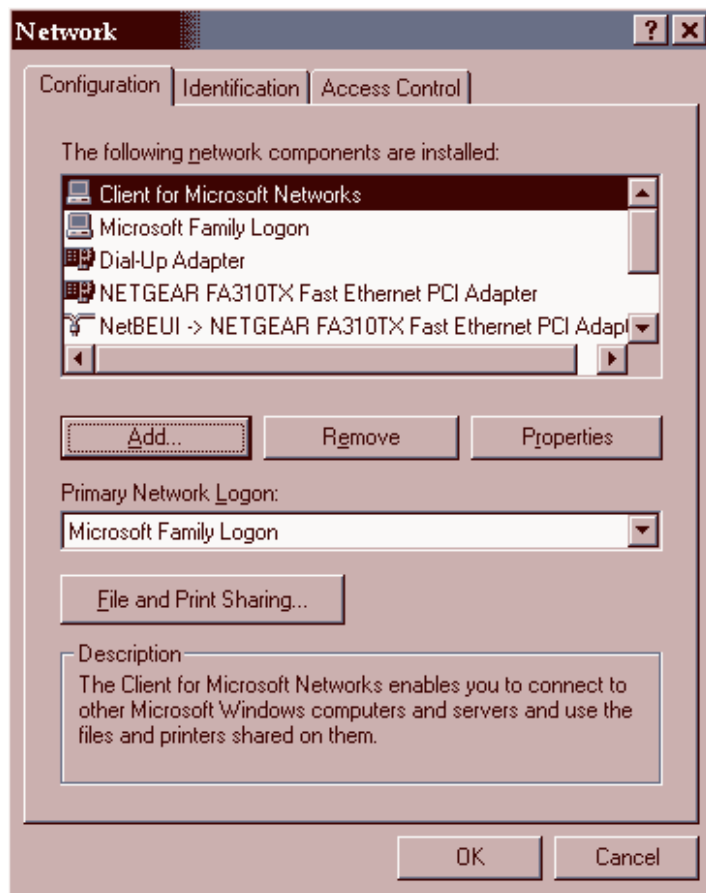 Network
Configuration Identification Access Control
The following network components are installed:
Client for Microsoft Networks
Microsoft Family Logon
Dial-Up Adapter
NETGEAR FA310TX Fast Ethernet PCI Adapter
NetBEUI -> NETGEAR FA310TX Fast Ethernet PCI Adapt
Add... Remove Properties
Primary Network Logon:
Microsoft Family Logon
File and Print Sharing...
Description
The Client for Microsoft Networks enables you to connect to
other Microsoft Windows computers and servers and use the
files and printers shared on them.
OK Cancel